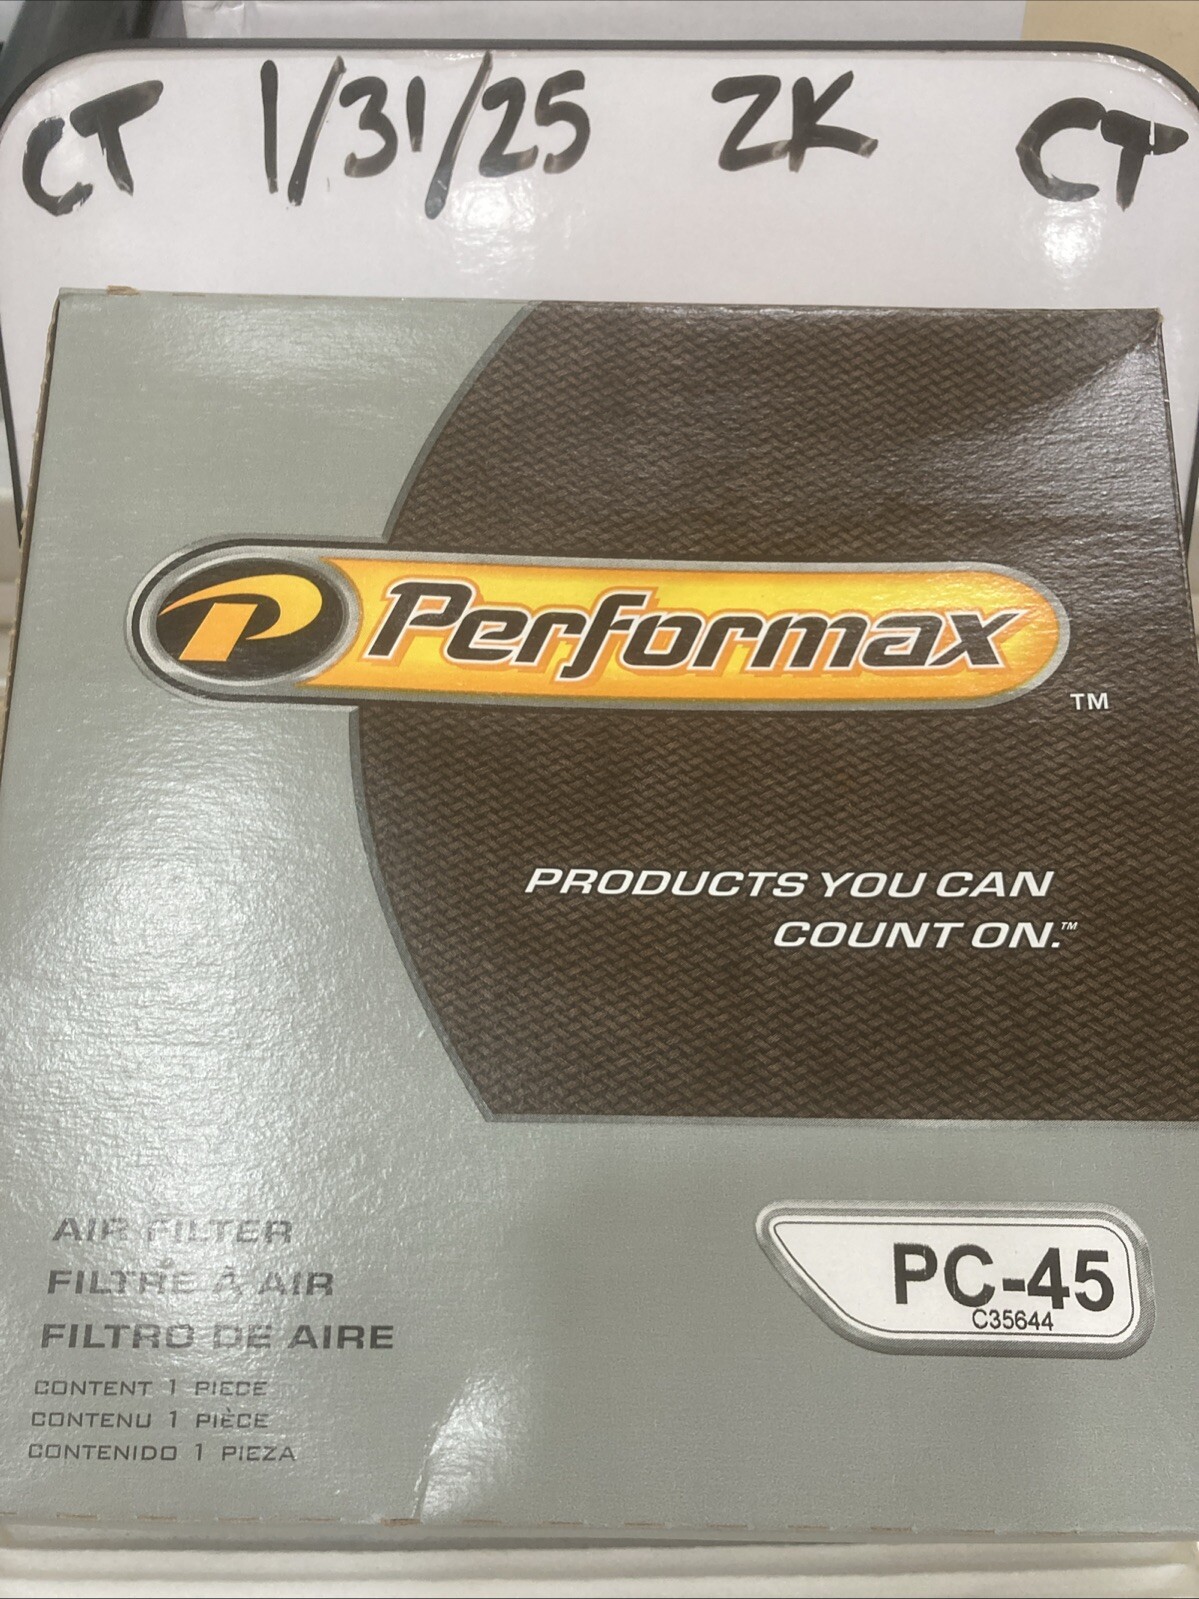 CT 1/31/25 ZK CT
P Performax TM
PRODUCTS YOU CAN
COUNT ON.™
AIR FILTER
FILTRE À AIR
FILTRO DE AIRE
CONTENT 1 PIECE
CONTENU 1 PIÈCE
CONTENIDO 1 PIEZA
PC-45
C35644